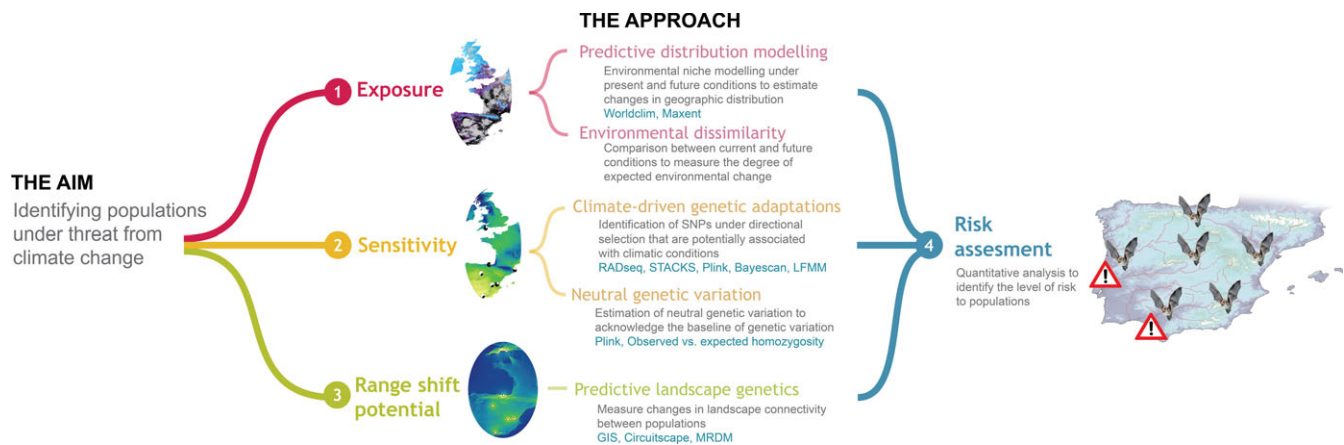 THE APPROACH
THE AIM
Identifying populations
under threat from
climate change
1 Exposure
Predictive distribution modelling
Environmental niche modelling under
present and future conditions to estimate
changes in geographic distribution
Worldclim, Maxent
Environmental dissimilarity
Comparison between current and future
conditions to measure the degree of
expected environmental change
2 Sensitivity
Climate-driven genetic adaptations
Identification of SNPs under directional
selection that are potentially associated
with climatic conditions
RADseq, STACKS, Plink, Bayescan, LFMM
Neutral genetic variation
Estimation of neutral genetic variation to
acknowledge the baseline of genetic variation
Plink, Observed vs. expected homozygosity
3 Range shift
potential
Predictive landscape genetics
Measure changes in landscape connectivity
between populations
GIS, Circuitscape, MRDM
4 Risk
assesment
Quantitative analysis to
identify the level of risk
to populations
!
!